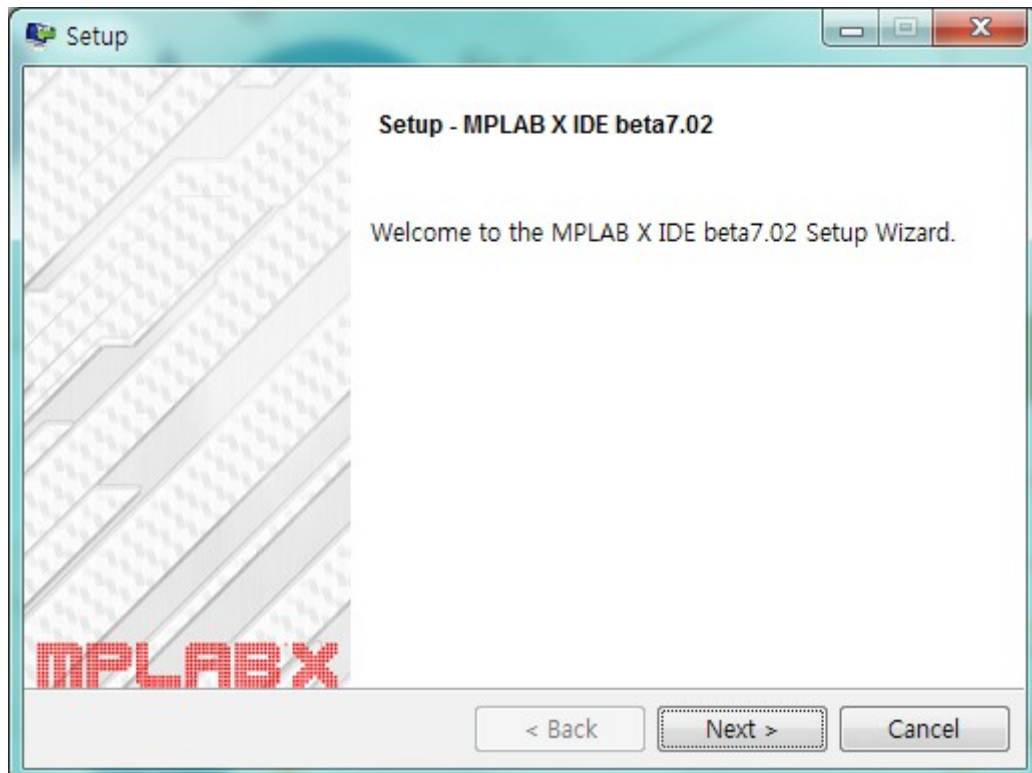 Setup
Setup - MPLAB X IDE beta7.02
Welcome to the MPLAB X IDE beta7.02 Setup Wizard.
MPLAB X
< Back Next > Cancel